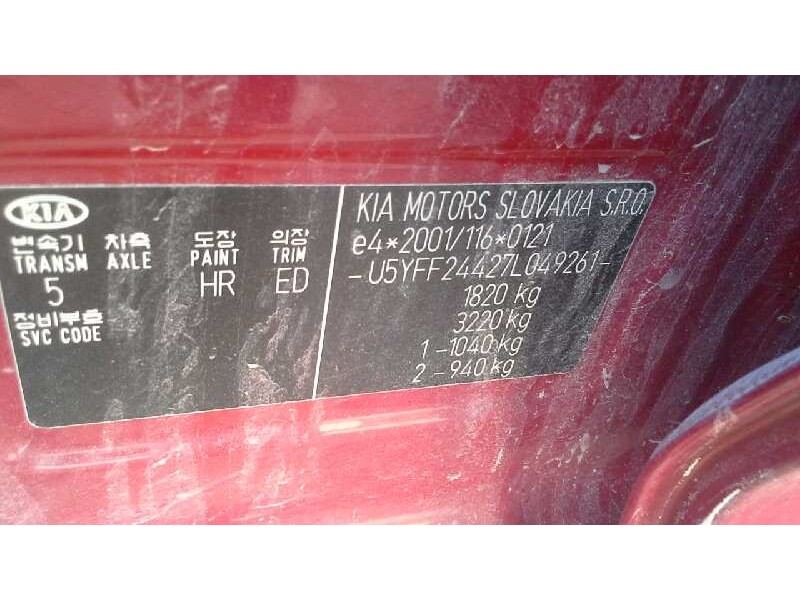 KIA
변속기 차축 도장 의장
TRANSM AXLE PAINT TRIM
5 HR ED
정비부호
SVC CODE
KIA MOTORS SLOVAKIA S.R.O.
e4*2001/116*0121
-U5YFF24427L049261-
1820 kg
3220 kg
1-1040 kg
2-940 kg